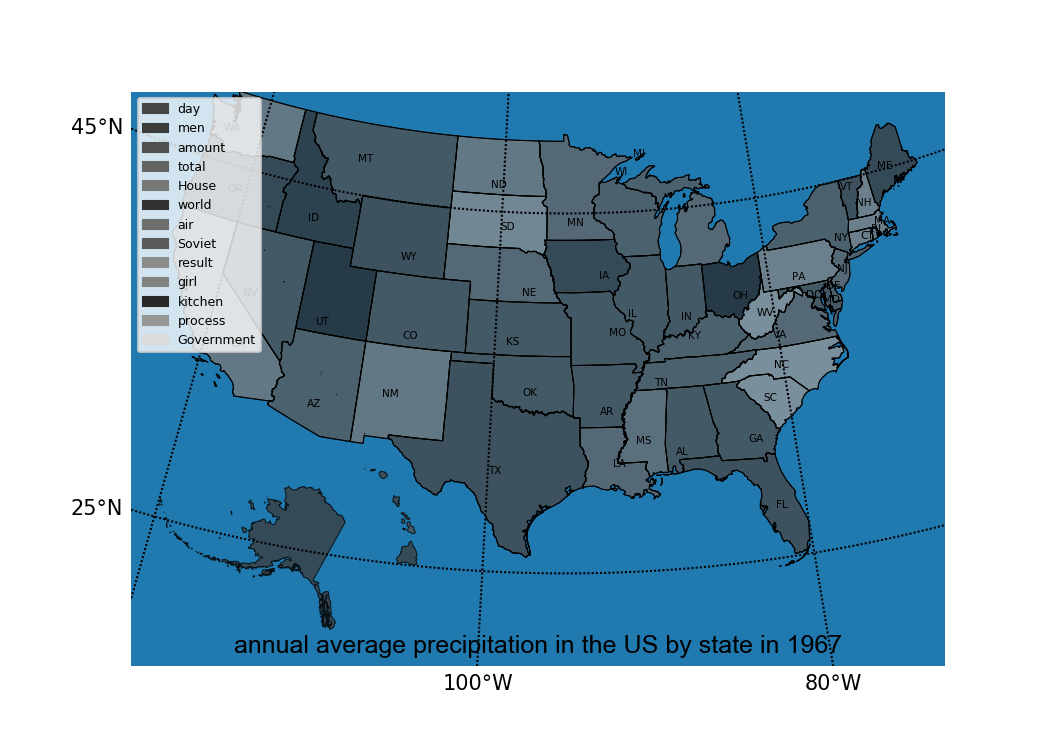 45°N
day
men
amount
total
House
world
air
Soviet
result
girl
kitchen
process
Government
WA
OR
NV
MT
ID
WY
UT
CO
AZ
NM
ND
SD
NE
KS
OK
TX
MN
IA
MO
AR
LA
WI
MI
IL
IN
OH
KY
TN
MS
AL
GA
FL
SC
NC
VA
WV
PA
NY
VT
NH
ME
MA
CT
NJ
DE
MD
25°N
annual average precipitation in the US by state in 1967
100°W
80°W